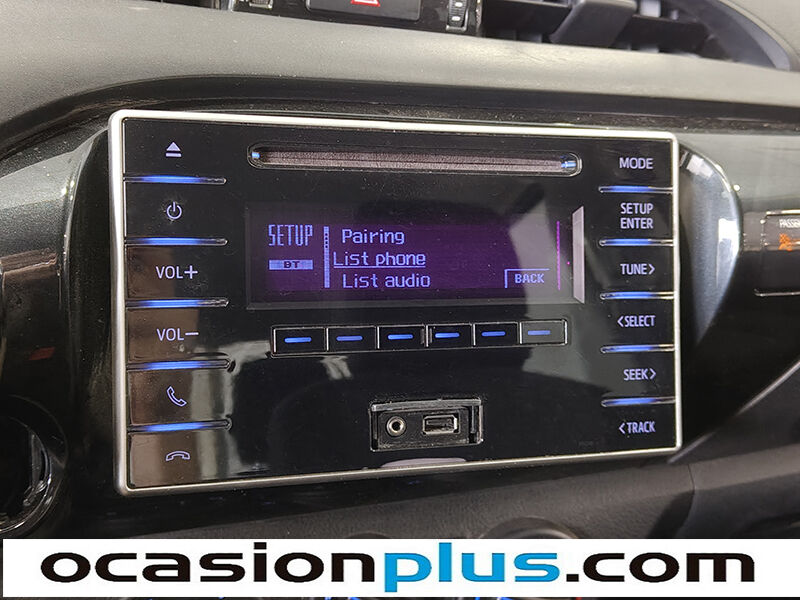 MODE
SETUP
ENTER
TUNE>
<SELECT
SEEK>
<TRACK
VOL+
VOL-
SETUP
BT
Pairing
List phone
List audio
BACK
ocasionplus.com